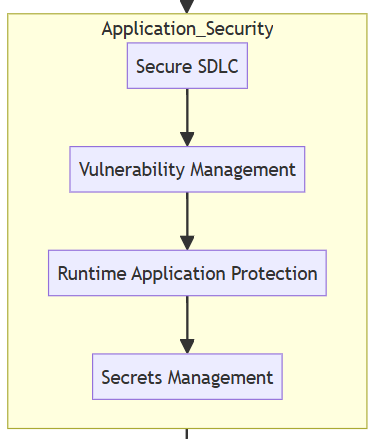 Application_Security
Secure SDLC
Vulnerability Management
Runtime Application Protection
Secrets Management